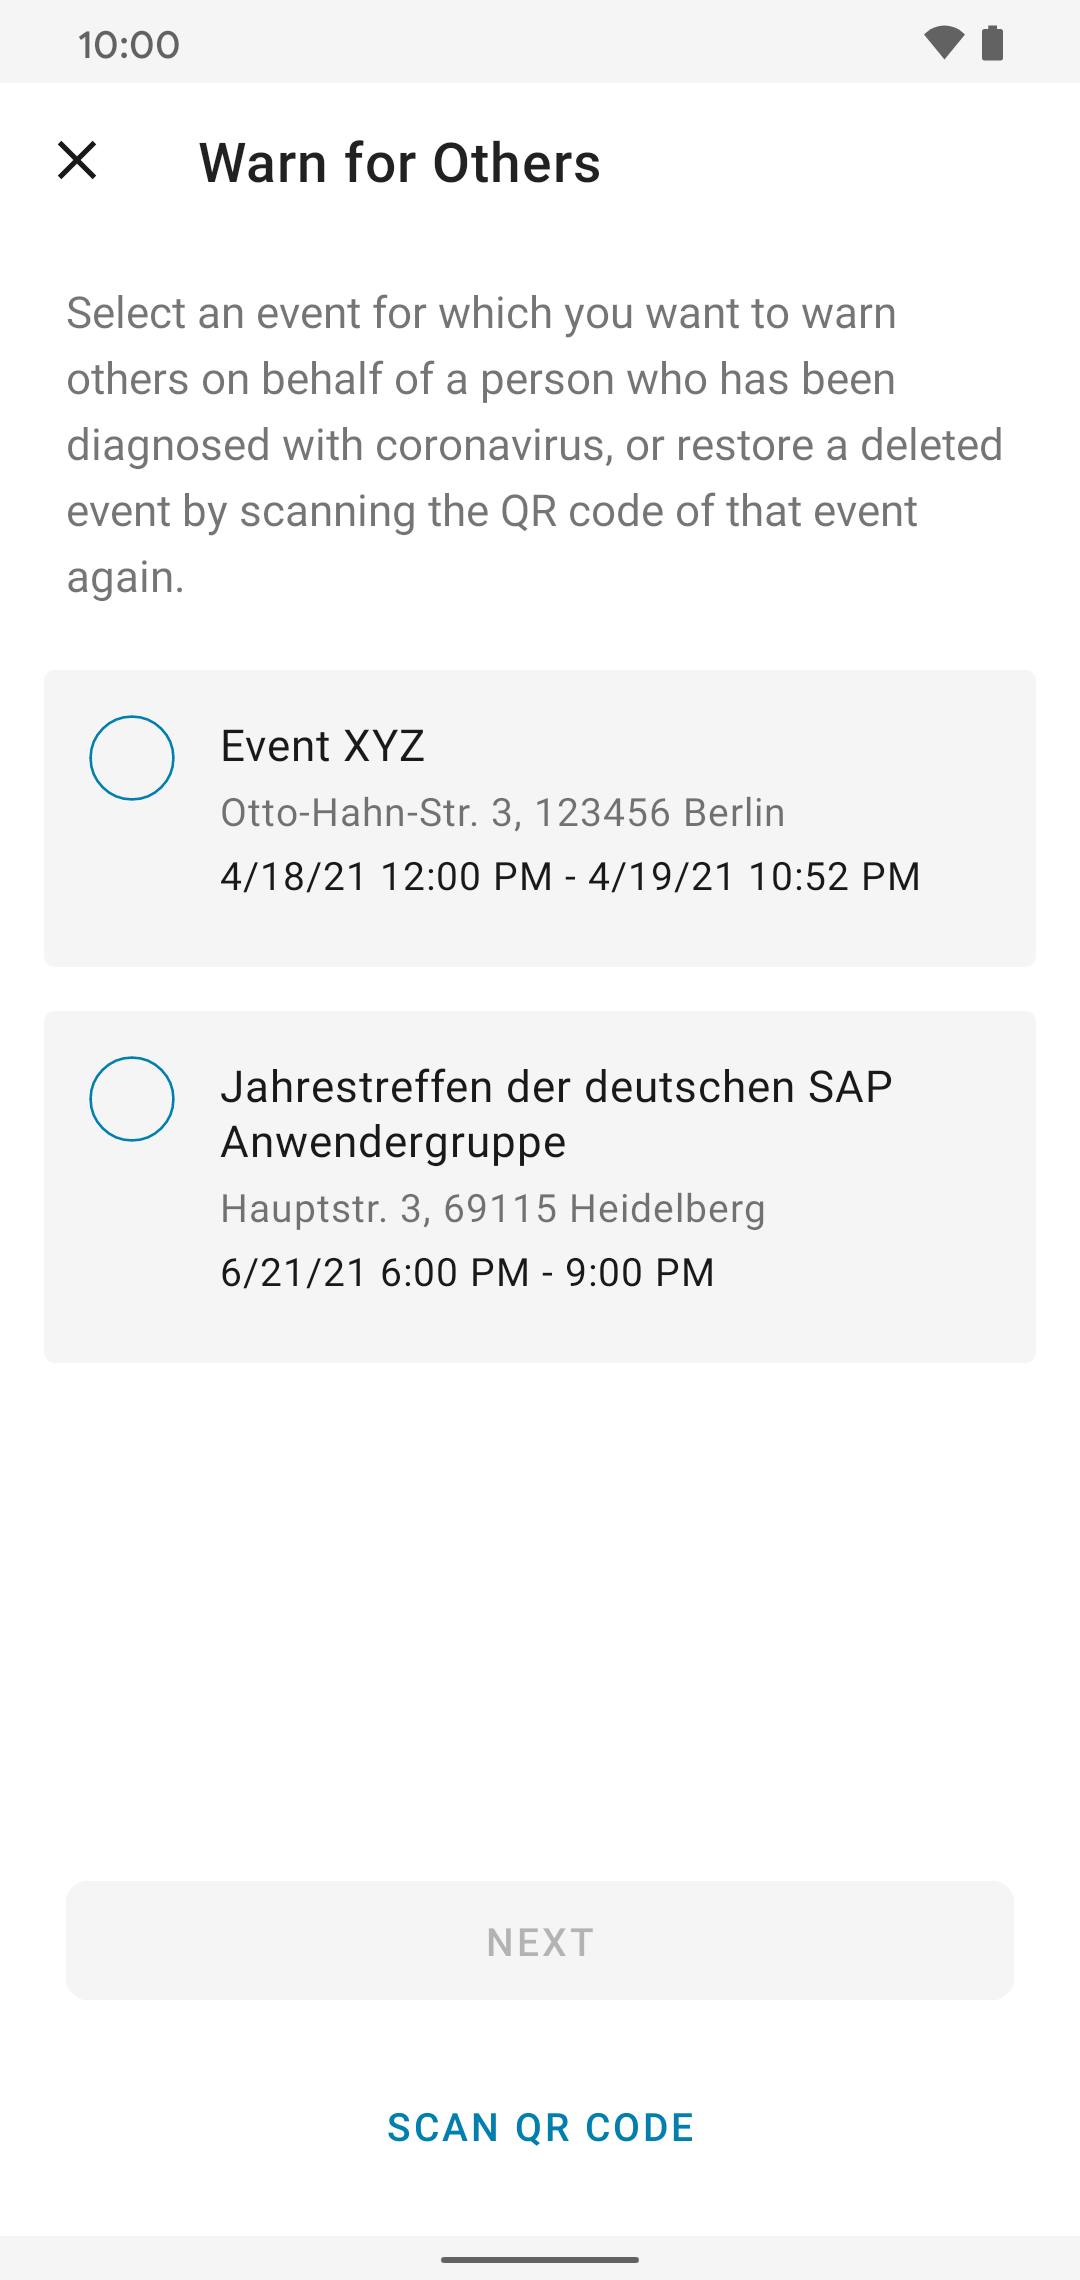 10:00
Warn for Others
Select an event for which you want to warn
others on behalf of a person who has been
diagnosed with coronavirus, or restore a deleted
event by scanning the QR code of that event
again.
Event XYZ
Otto-Hahn-Str. 3, 123456 Berlin
4/18/21 12:00 PM - 4/19/21 10:52 PM
Jahrestreffen der deutschen SAP
Anwendergruppe
Hauptstr. 3, 69115 Heidelberg
6/21/21 6:00 PM - 9:00 PM
NEXT
SCAN QR CODE